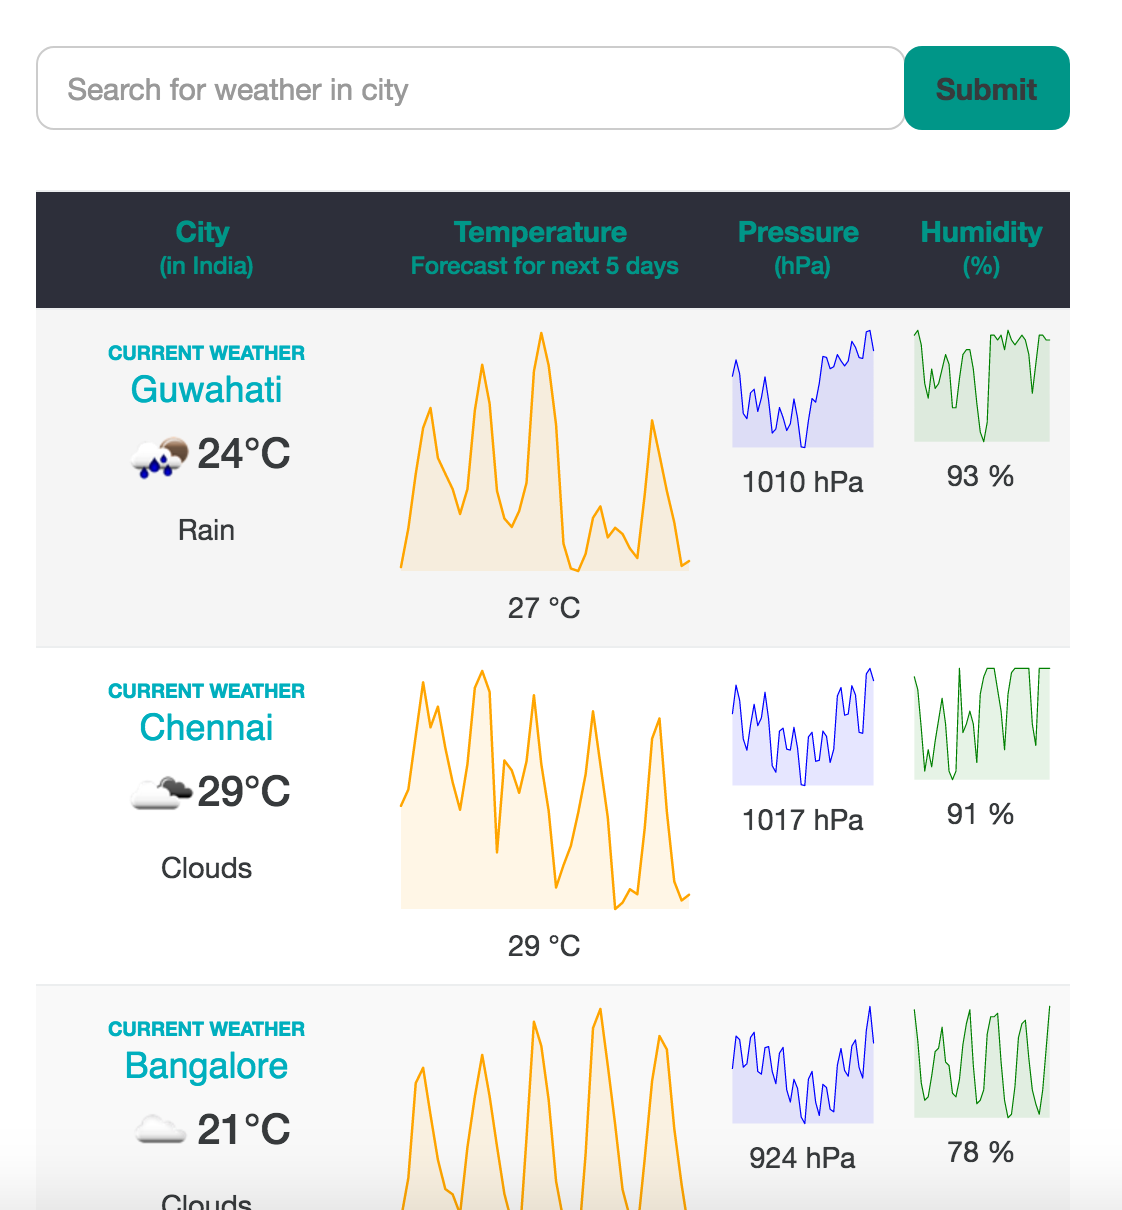 Search for weather in city
Submit
City
(in India)
Temperature
Forecast for next 5 days
Pressure
(hPa)
Humidity
(%)
CURRENT WEATHER
Guwahati
24°C
Rain
27 °C
1010 hPa
93 %
CURRENT WEATHER
Chennai
29°C
Clouds
29 °C
1017 hPa
91 %
CURRENT WEATHER
Bangalore
21°C
Clouds
924 hPa
78 %